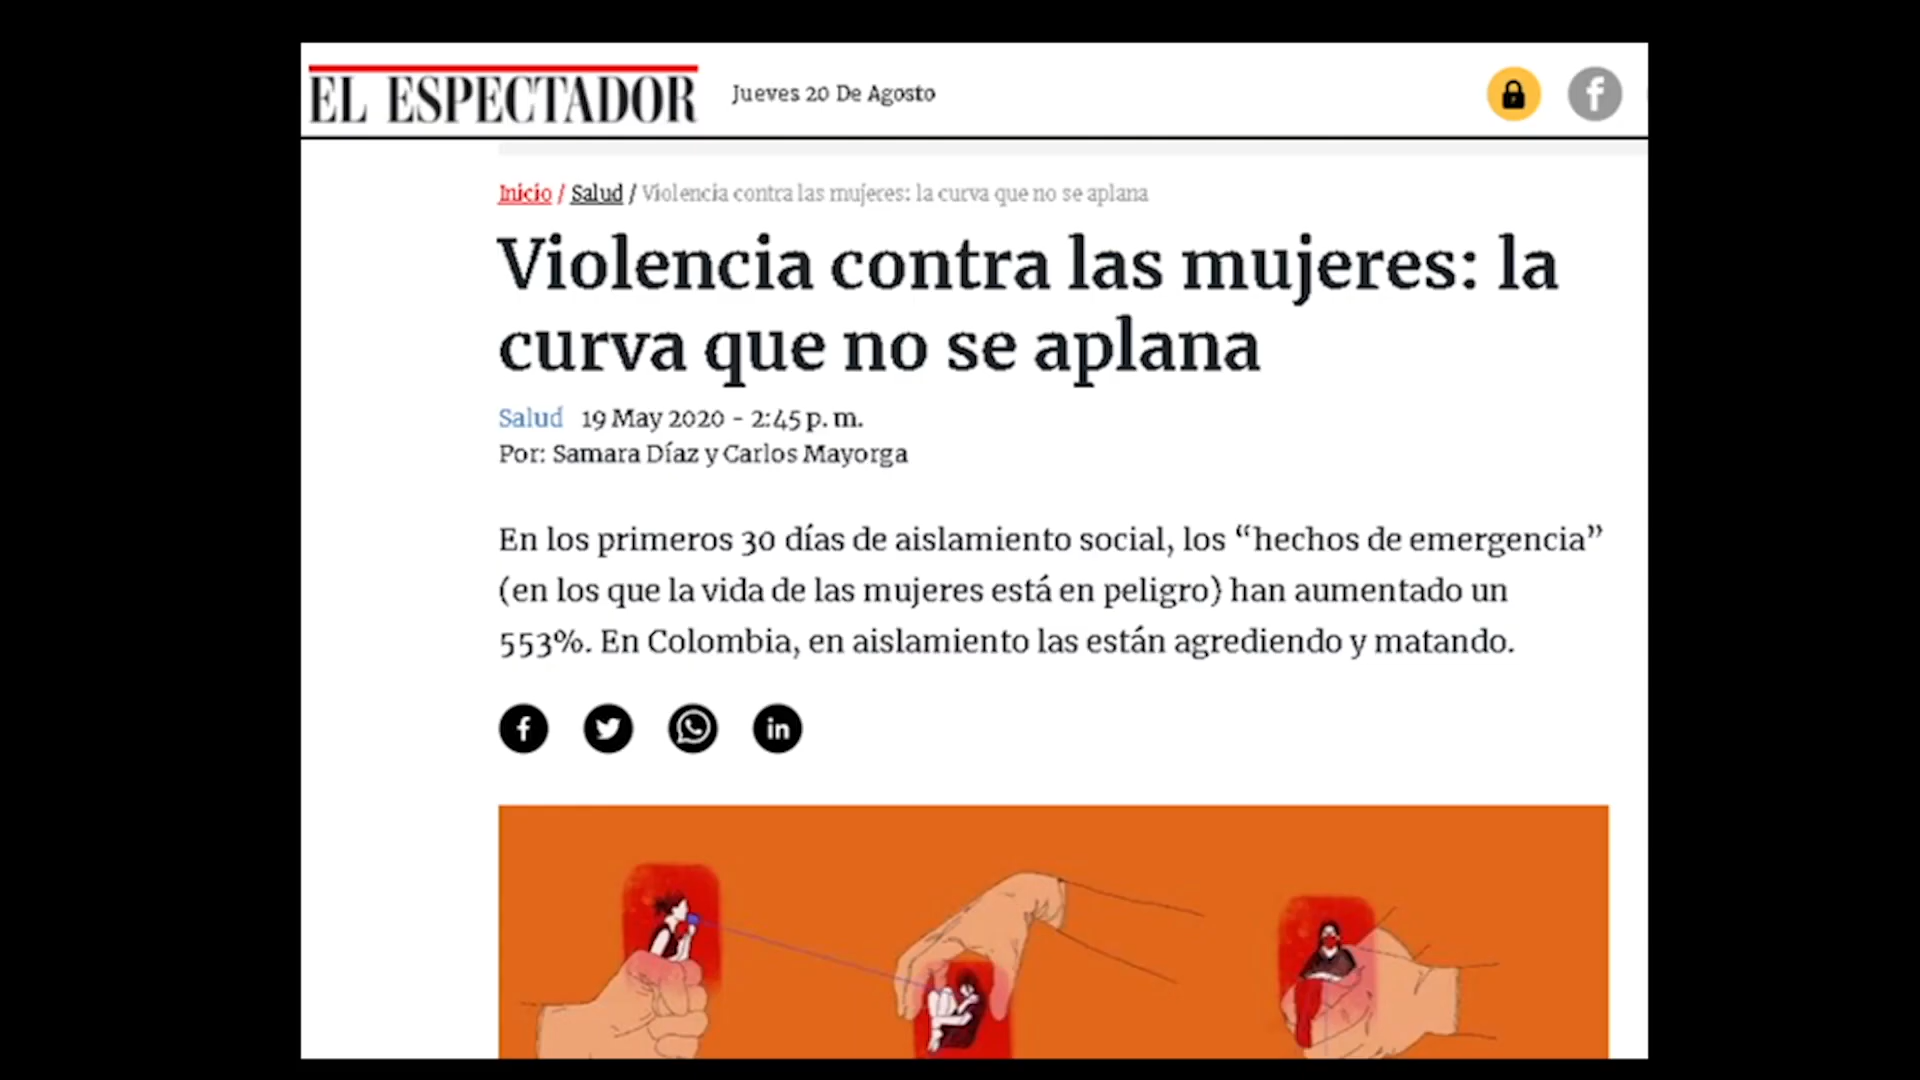 EL ESPECTADOR
Jueves 20 De Agosto
Inicio / Salud / Violencia contra las mujeres: la curva que no se aplana
Violencia contra las mujeres: la
curva que no se aplana
Salud 19 May 2020 - 2:45 p. m.
Por: Samara Díaz y Carlos Mayorga
En los primeros 30 días de aislamiento social, los “hechos de emergencia”
(en los que la vida de las mujeres está en peligro) han aumentado un
553%. En Colombia, en aislamiento las están agrediendo y matando.